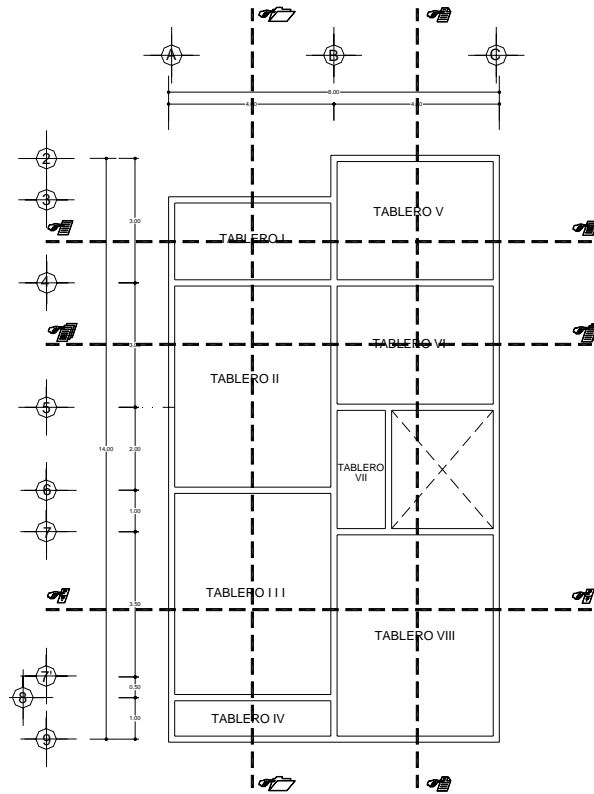 A
B
C
8.00
4.00
4.00
2
3
TABLERO V
3.00
TABLERO I
4
3.00
TABLERO VI
TABLERO II
5
14.00
2.00
TABLERO
VII
6
1.00
7
TABLERO I I I
3.50
TABLERO VIII
7'
0.50
8
1.00
TABLERO IV
9